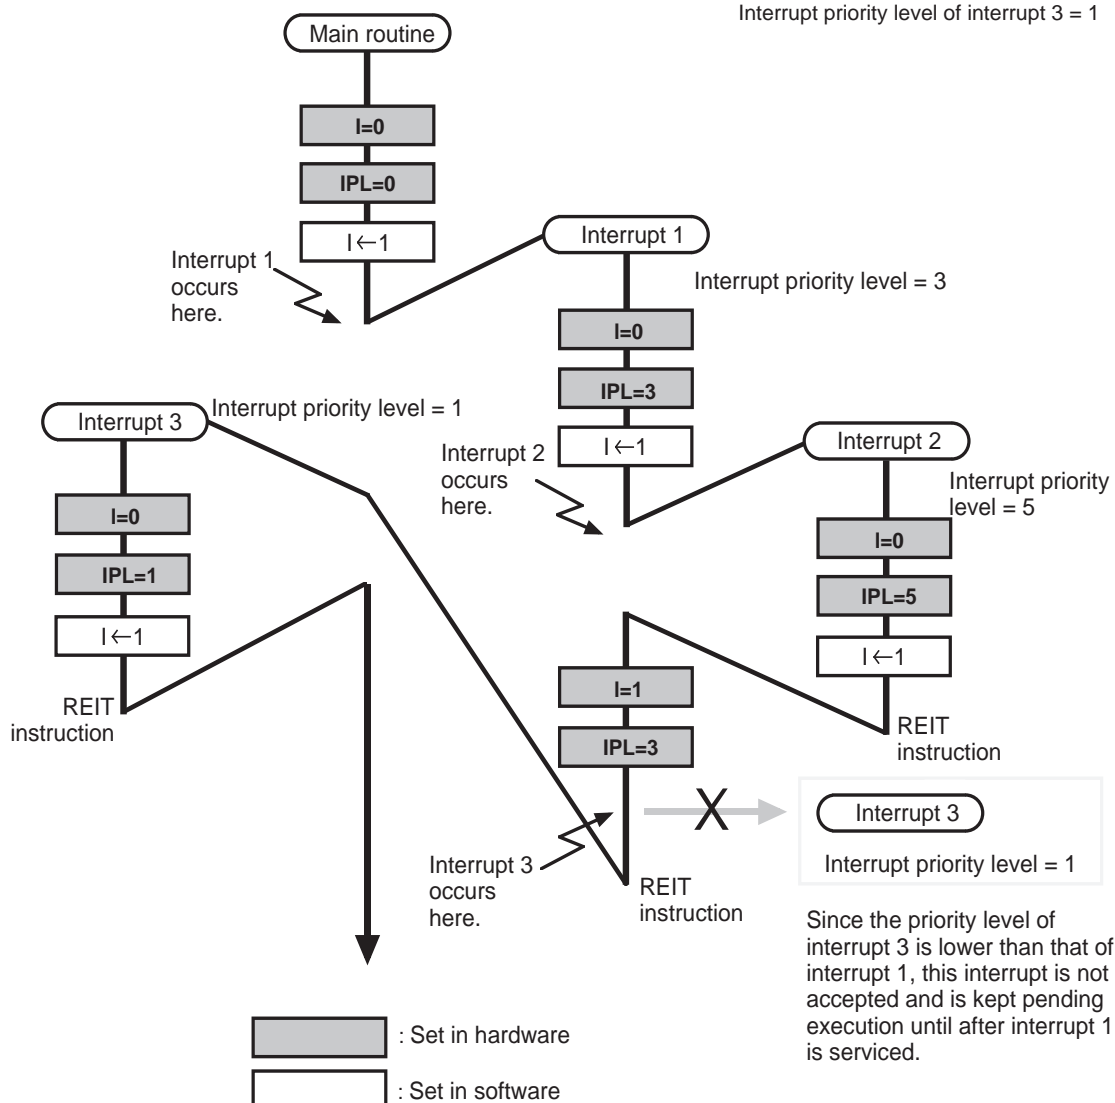 Interrupt priority level of interrupt 3 = 1
Main routine
I=0
IPL=0
I←1
Interrupt 1
occurs
here.
Interrupt 1
Interrupt priority level = 3
I=0
IPL=3
I←1
Interrupt 3
Interrupt priority level = 1
I=0
IPL=1
I←1
REIT
instruction
Interrupt 2
occurs
here.
Interrupt 2
Interrupt priority
level = 5
I=0
IPL=5
I←1
REIT
instruction
I=1
IPL=3
Interrupt 3
occurs
here.
REIT
instruction
X
Interrupt 3
Interrupt priority level = 1
Since the priority level of
interrupt 3 is lower than that of
interrupt 1, this interrupt is not
accepted and is kept pending
execution until after interrupt 1
is serviced.
: Set in hardware
: Set in software